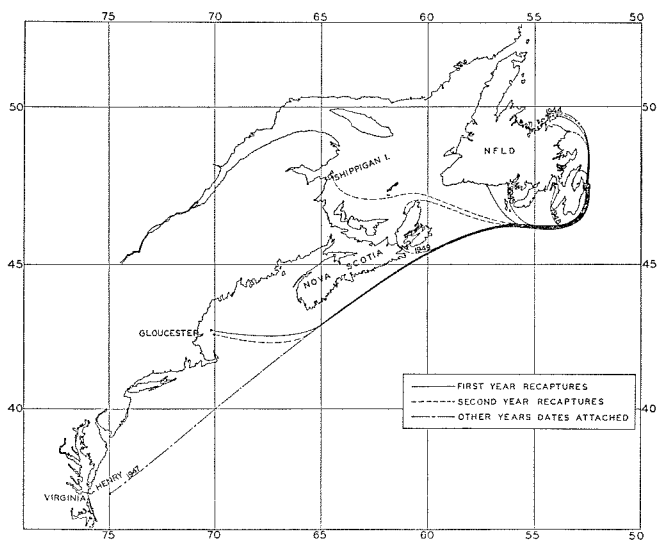 70 65 60 55 50
50 50
NFLD
SHIPPIGAN I.
1949
NOVA SCOTIA
45 45
GLOUCESTER
FIRST YEAR RECAPTURES
SECOND YEAR RECAPTURES
OTHER YEARS DATES ATTACHED
40 40
HENRY 1947
VIRGINIA
75 70 65 60 55 50